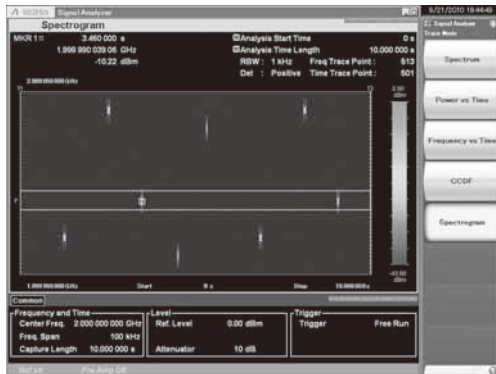 MS269xA Signal Analyzer
9/21/2010 19:44:49
Spectrogram
MKR 1 3.460 000 s
1.999 990 039 06 GHz
-10.22 dBm
Analysis Start Time 0 s
Analysis Time Length 10.000 000 s
RBW : 1 kHz Freq Trace Point : 513
Det : Positive Time Trace Point : 501
2.000 050 000 GHz
0.00
dBm
F
-40.00
dBm
1.999 950 000 GHz Start 0 s Stop 10.000000s
Common
Frequency and Time
Center Freq. 2.000 000 000 GHz
Freq. Span 100 kHz
Capture Length 10.000 000 s
Level
Ref. Level 0.00 dBm
Attenuator 10 dB
Trigger
Trigger Free Run
Ref.Int Pre-Amp Off
Signal Analyzer
Trace Mode
Spectrum
Power vs Time
Frequency vs Time
CCDF
Spectrogram